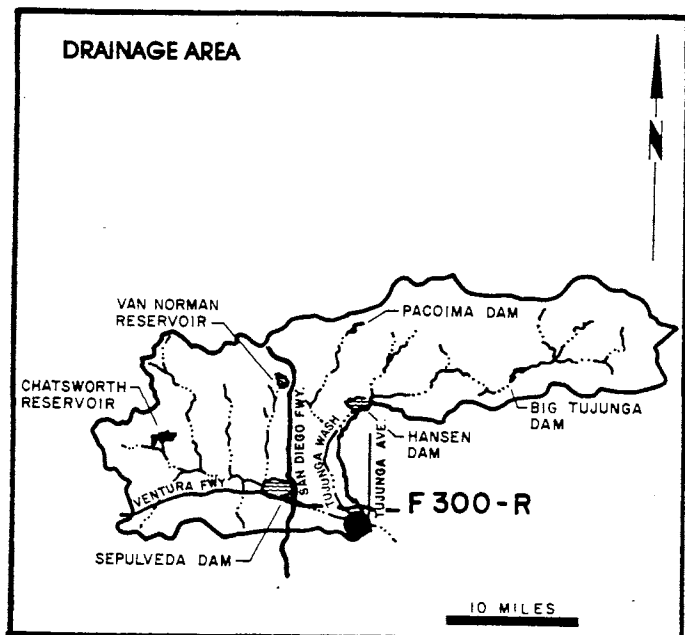 DRAINAGE AREA
N
VAN NORMAN
RESERVOIR
PACOIMA DAM
CHATSWORTH
RESERVOIR
SAN DIEGO FWY.
TUJUNGA WASH
TUJUNGA AVE.
HANSEN
DAM
BIG TUJUNGA
DAM
VENTURA FWY
F300-R
SEPULVEDA DAM
10 MILES